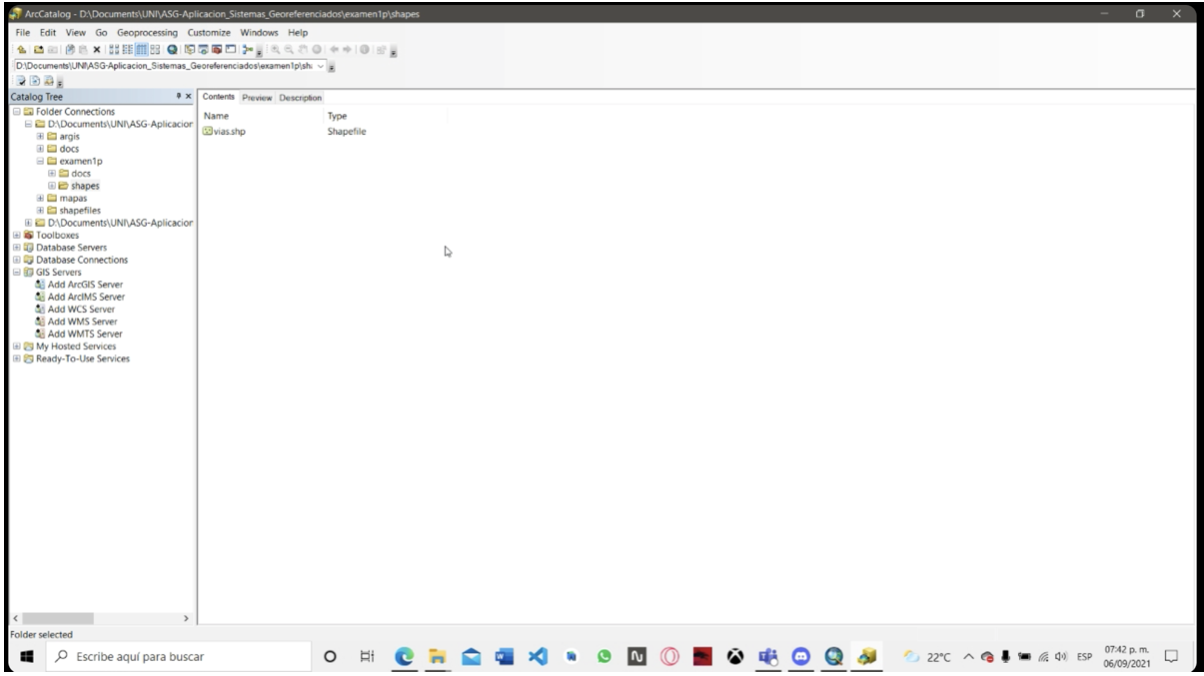 ArcCatalog - D:\Documents\UNI\ASG-Aplicacion_Sistemas_Georeferenciados\examen1p\shapes
File Edit View Go Geoprocessing Customize Windows Help
D:\Documents\UNI\ASG-Aplicacion_Sistemas_Georeferenciados\examen1p\sh
Catalog Tree
Contents Preview Description
Folder Connections
D:\Documents\UNI\ASG-Aplicacion
argis
docs
examen1p
docs
shapes
mapas
shapefiles
D:\Documents\UNI\ASG-Aplicacion
Toolboxes
Database Servers
Database Connections
GIS Servers
Add ArcGIS Server
Add ArcIMS Server
Add WCS Server
Add WMS Server
Add WMTS Server
My Hosted Services
Ready-To-Use Services
Name Type
vias.shp Shapefile
Folder selected
Escribe aquí para buscar
22°C ESP 07:42 p. m.
06/09/2021